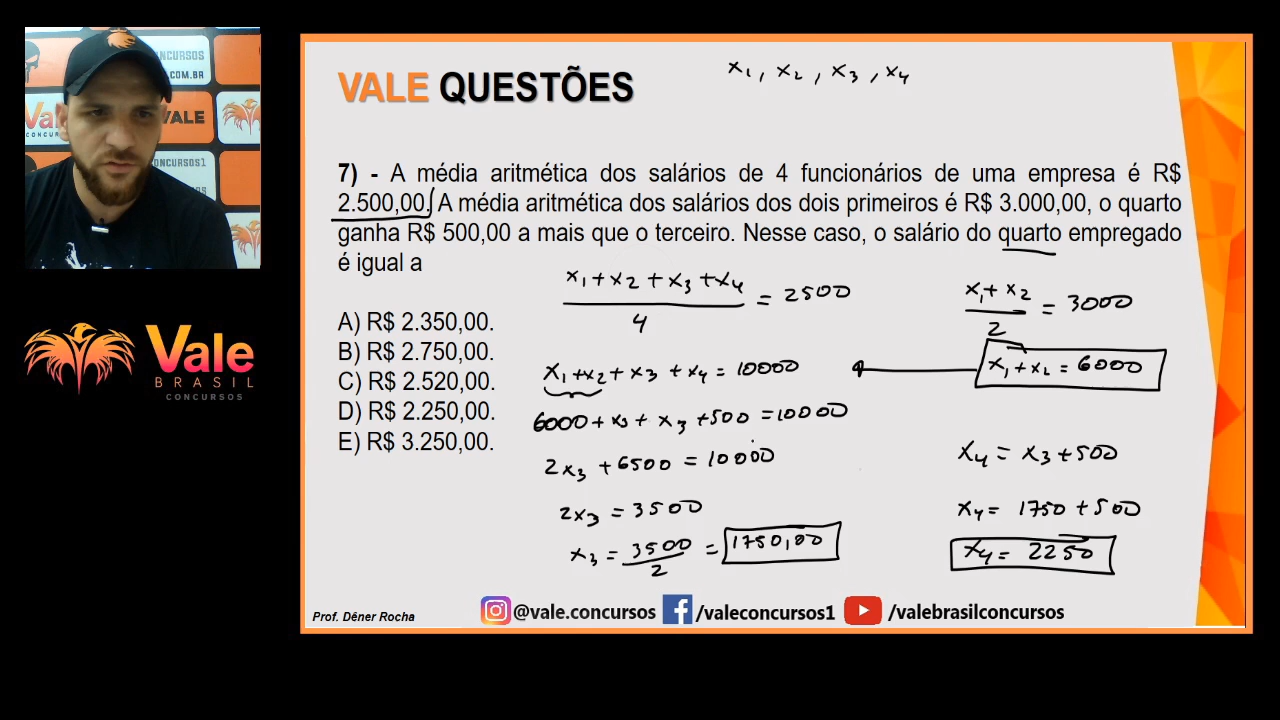 VALE QUESTÕES
x1, x2, x3, x4
7) - A média aritmética dos salários de 4 funcionários de uma empresa é R$
2.500,00. A média aritmética dos salários dos dois primeiros é R$ 3.000,00, o quarto
ganha R$ 500,00 a mais que o terceiro. Nesse caso, o salário do quarto empregado
é igual a
A) R$ 2.350,00.
B) R$ 2.750,00.
C) R$ 2.520,00.
D) R$ 2.250,00.
E) R$ 3.250,00.
x1 + x2 + x3 + x4
4
= 2500
x1 + x2 + x3 + x4 = 10000
6000 + x3 + x3 + 500 = 10000
2x3 + 6500 = 10000
2x3 = 3500
x3 = 3500
2
= 1750,00
x1 + x2
2
= 3000
x1 + x2 = 6000
x4 = x3 + 500
x4 = 1750 + 500
x4 = 2250
Vale
BRASIL
CONCURSOS
Prof. Dêner Rocha
@vale.concursos
/valeconcursos1
/valebrasilconcursos
CONCURSOS
.COM.BR
VALE
CONCURSOS1